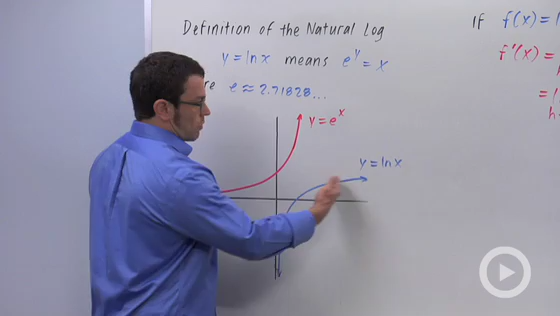 Definition of the Natural Log
y = ln x means e^y = x
e ≈ 2.71828...
y = e^x
y = ln x
If f(x) =
f'(x) =